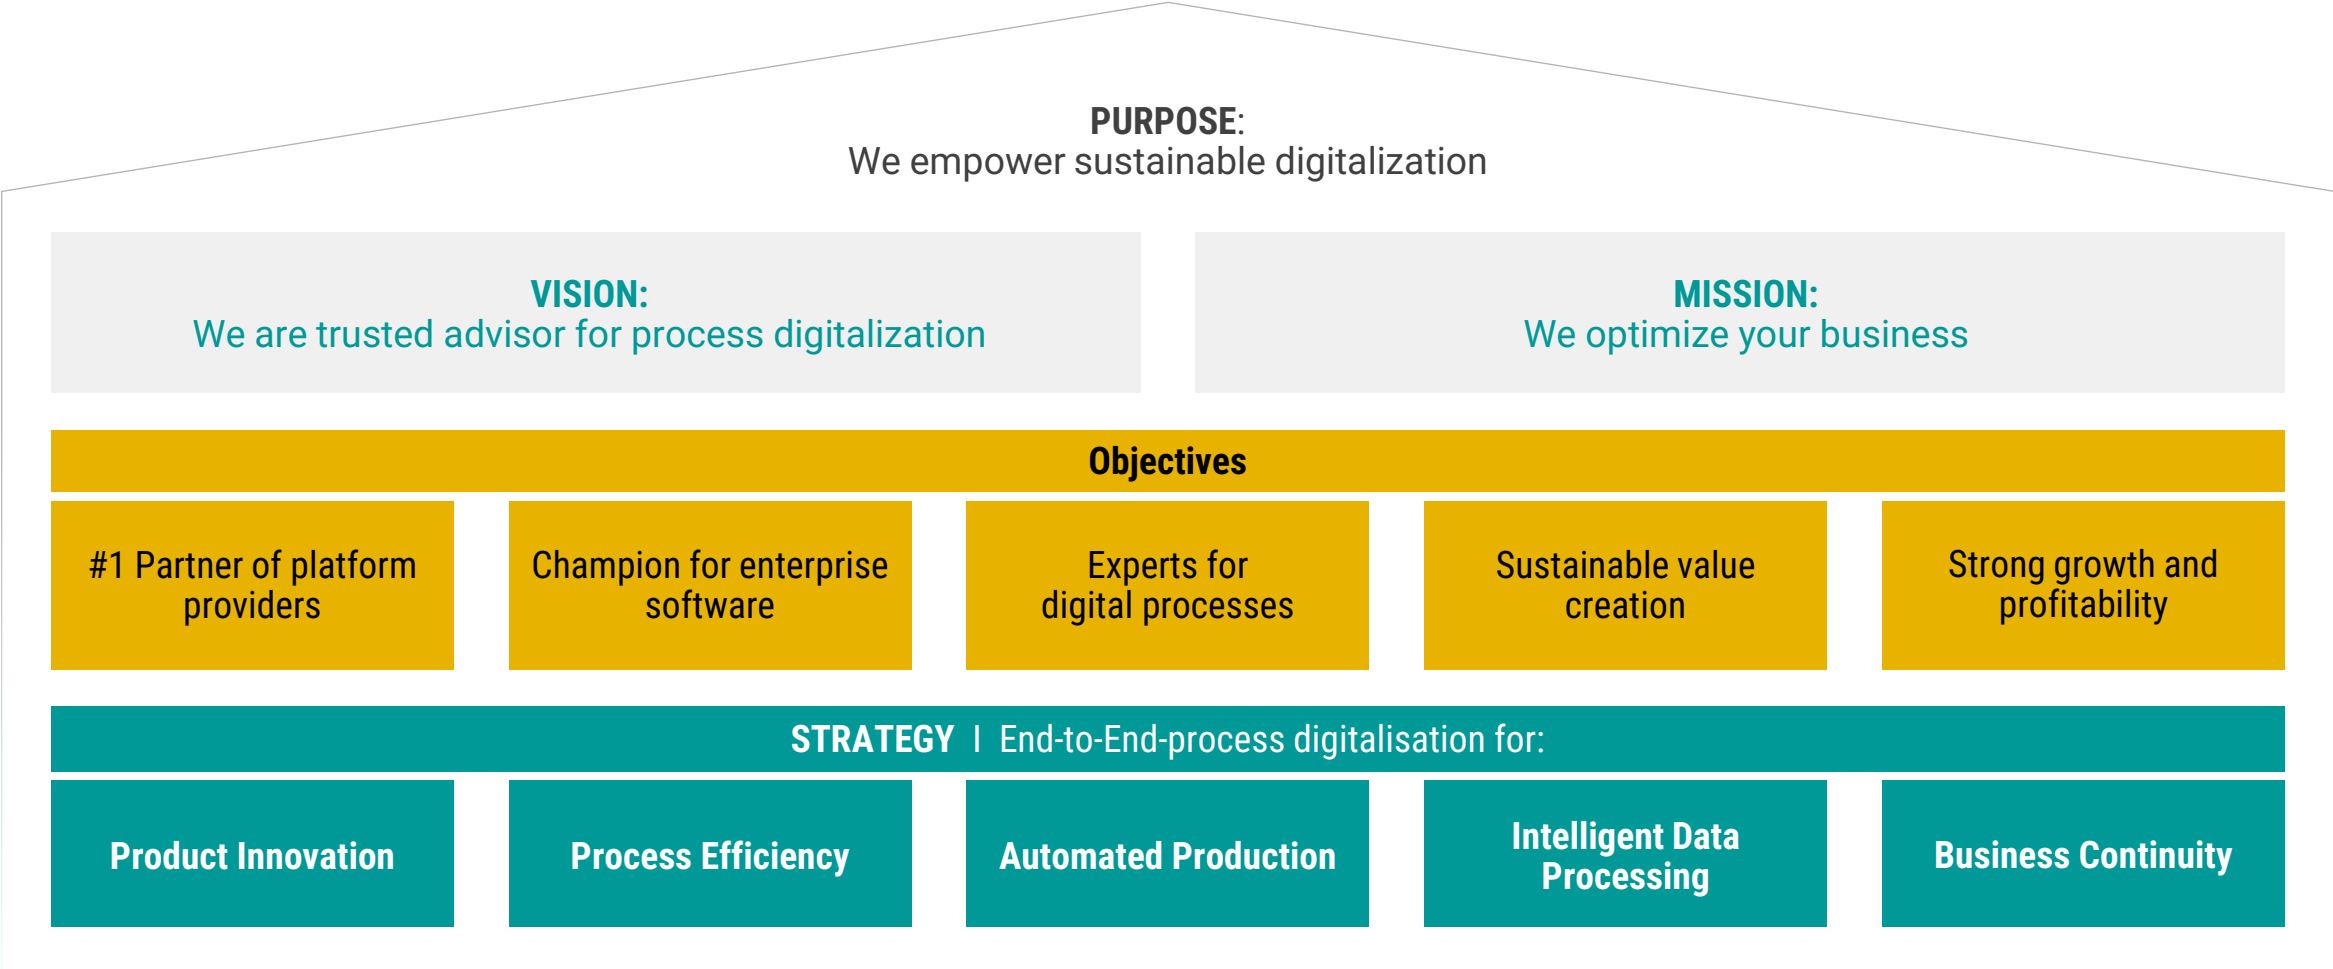 PURPOSE:
We empower sustainable digitalization
VISION:
We are trusted advisor for process digitalization
MISSION:
We optimize your business
Objectives
#1 Partner of platform
providers
Champion for enterprise
software
Experts for
digital processes
Sustainable value
creation
Strong growth and
profitability
STRATEGY I End-to-End-process digitalisation for:
Product Innovation
Process Efficiency
Automated Production
Intelligent Data
Processing
Business Continuity